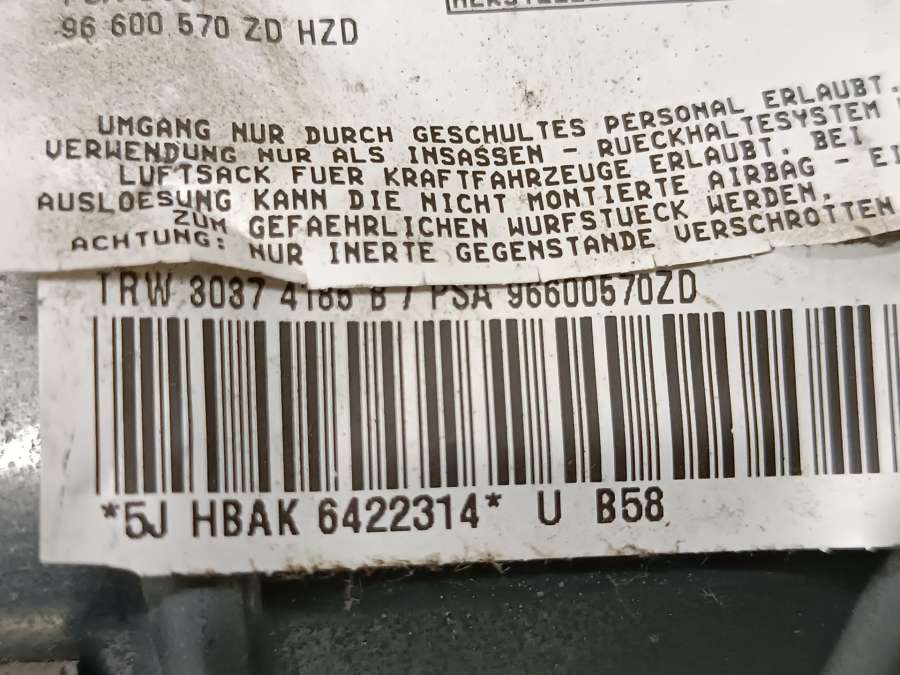 96 600 570 ZD HZD
UMGANG NUR DURCH GESCHULTES PERSONAL ERLAUBT.
VERWENDUNG NUR ALS INSASSEN - RUECKHALTESYSTEM
LUFTSACK FUER KRAFTFAHRZEUGE ERLAUBT. BEI
AUSLOESUNG KANN DIE NICHT MONTIERTE AIRBAG - EI
ZUM GEFAEHRLICHEN WURFSTUECK WERDEN.
ACHTUNG: NUR INERTE GEGENSTANDE VERSCHROTTEN
TRW 3037 4185 B / PSA 96600570ZD
*5J HBAK 6422314* U B58